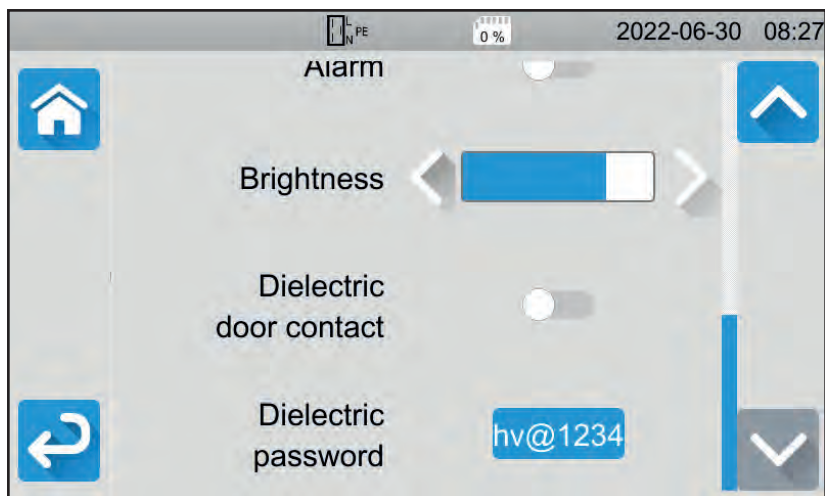 L
N PE
0 %
2022-06-30 08:27
Alarm
Brightness
Dielectric
door contact
Dielectric
password
hv@1234